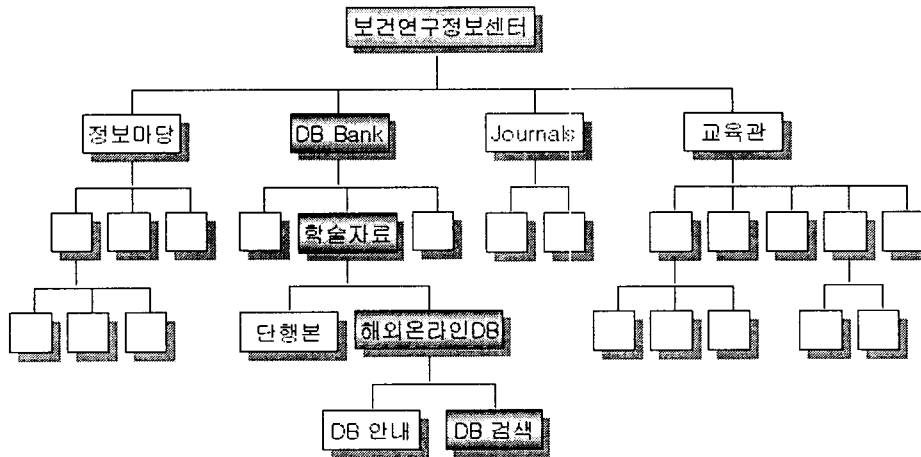 보건연구정보센터
정보마당
DB Bank
Journals
교육관
학술자료
단행본
해외온라인DB
DB 안내
DB 검색